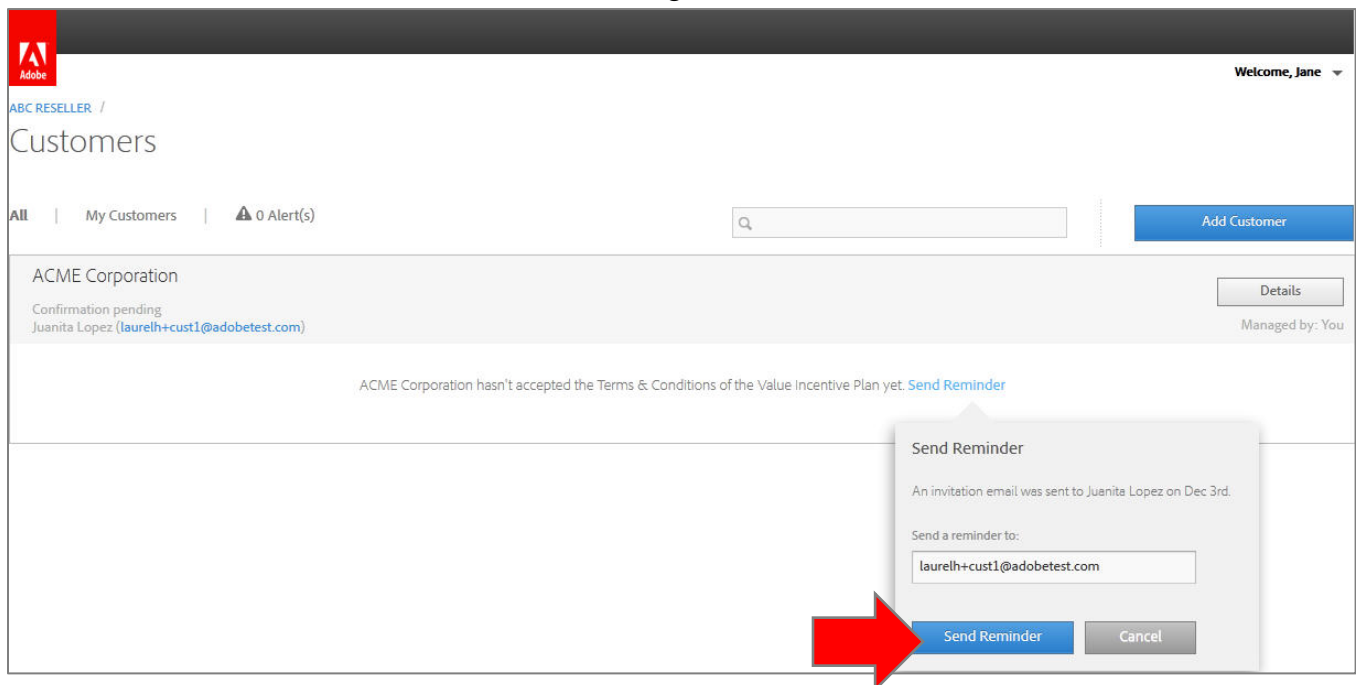 Adobe
Welcome, Jane
ABC RESELLER /
Customers
All | My Customers | 0 Alert(s)
Add Customer
ACME Corporation
Details
Confirmation pending
Juanita Lopez (laurelh+cust1@adobetest.com)
Managed by: You
ACME Corporation hasn't accepted the Terms & Conditions of the Value Incentive Plan yet. Send Reminder
Send Reminder
An invitation email was sent to Juanita Lopez on Dec 3rd.
Send a reminder to:
laurelh+cust1@adobetest.com
Send Reminder
Cancel